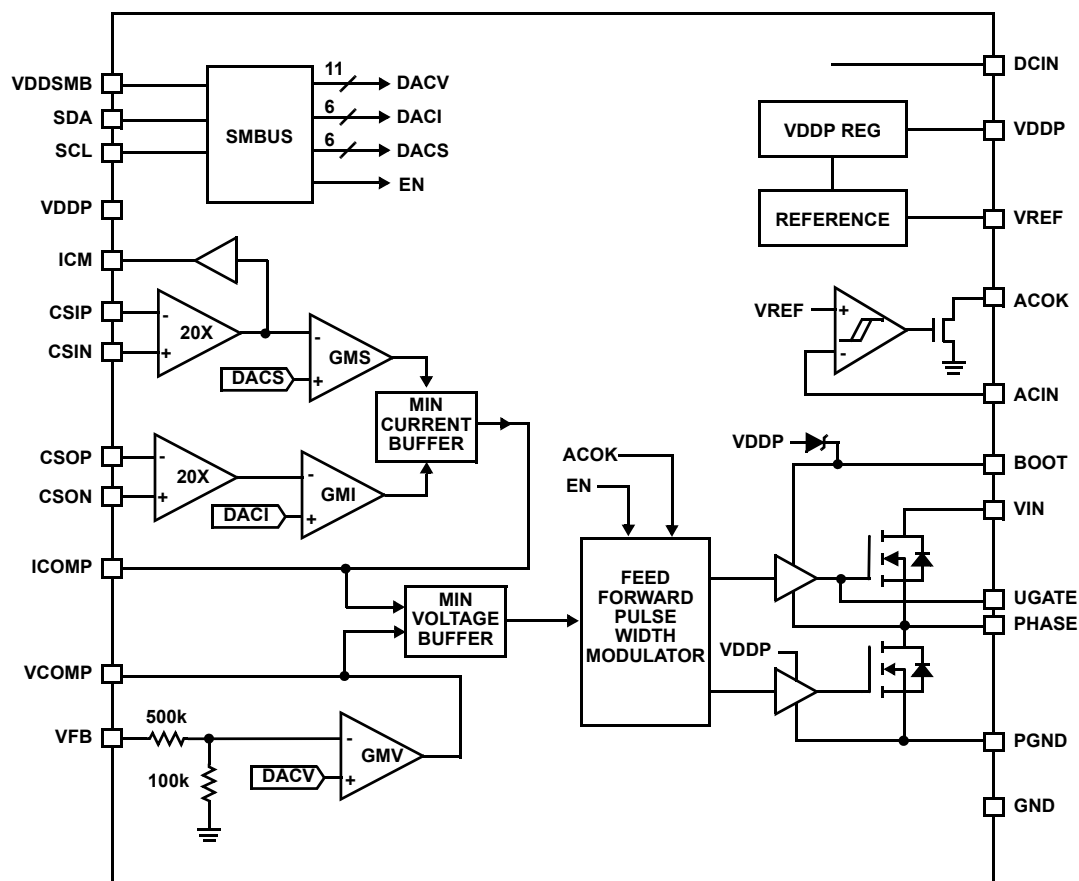 VDDSMB
SDA
SCL
VDDP
ICM
CSIP
CSIN
CSOP
CSON
ICOMP
VCOMP
VFB
SMBUS
11
DACV
6
DACI
6
DACS
EN
-
+
20X
-
+
GMS
DACS
MIN
CURRENT
BUFFER
-
+
20X
-
+
GMI
DACI
MIN
VOLTAGE
BUFFER
500k
100k
-
+
GMV
DACV
ACOK
EN
FEED
FORWARD
PULSE
WIDTH
MODULATOR
VDDP REG
REFERENCE
VREF
+
-
VDDP
VDDP
DCIN
VDDP
VREF
ACOK
ACIN
BOOT
VIN
UGATE
PHASE
PGND
GND